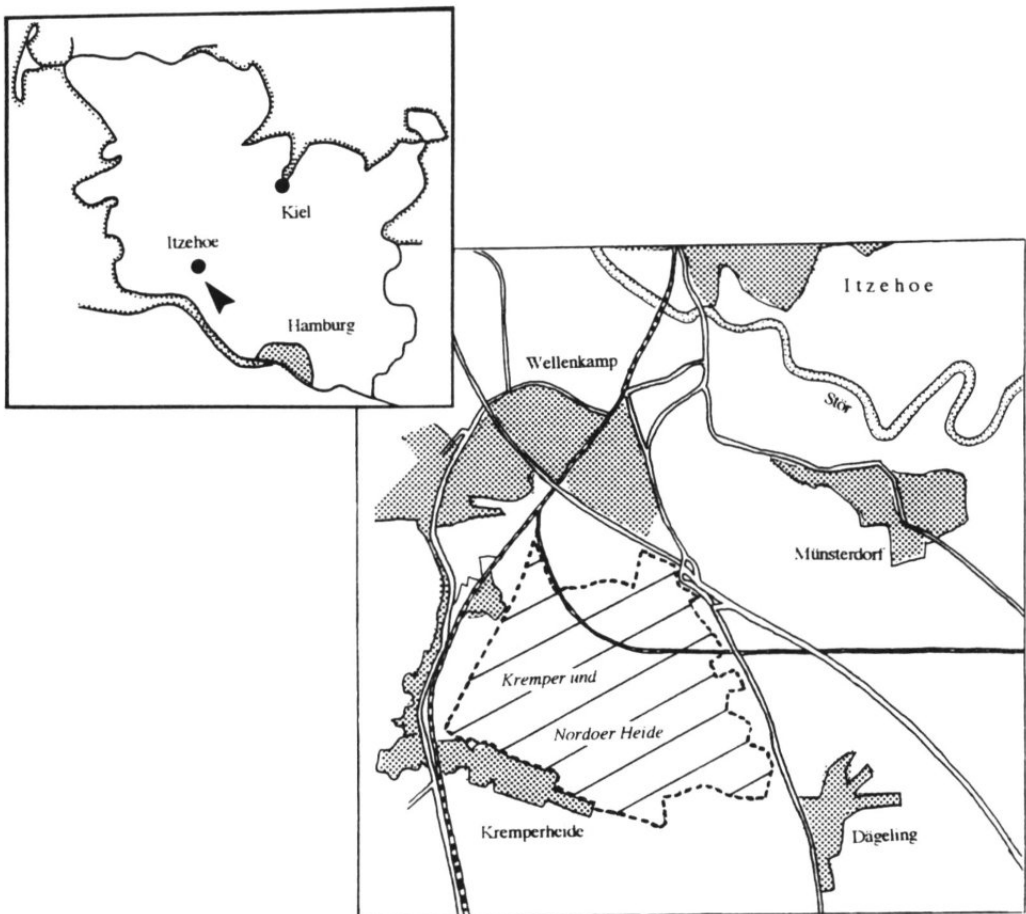 Kiel
Itzehoe
Hamburg
Itzehoe
Wellenkamp
Stör
Münsterdorf
Kremper und
Nordoer Heide
Kremperheide
Dägeling